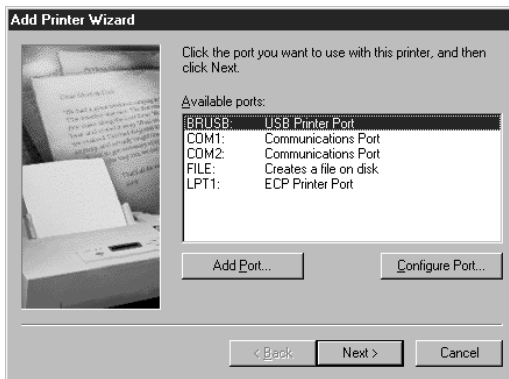 Add Printer Wizard
Click the port you want to use with this printer, and then
click Next.
Available ports:
BRUSB: USB Printer Port
COM1: Communications Port
COM2: Communications Port
FILE: Creates a file on disk
LPT1: ECP Printer Port
Add Port...
Configure Port...
< Back
Next >
Cancel